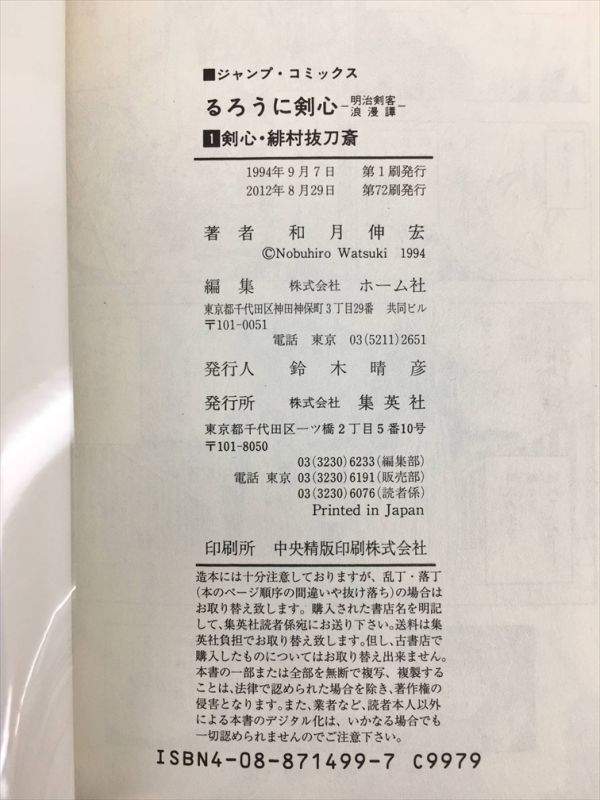 ■ジャンプ・コミックス
るろうに剣心-明治剣客浪漫譚-
1剣心・緋村抜刀斎
1994年9月7日 第1刷発行
2012年8月29日 第72刷発行
著者 和月伸宏
©Nobuhiro Watsuki 1994
編集 株式会社 ホーム社
東京都千代田区神田神保町3丁目29番 共同ビル
〒101-0051
電話 東京 03(5211)2651
発行人 鈴木晴彦
発行所 株式会社 集英社
東京都千代田区一ツ橋2丁目5番10号
〒101-8050
03(3230)6233(編集部)
電話 東京 03(3230)6191(販売部)
03(3230)6076(読者係)
Printed in Japan
印刷所 中央精版印刷株式会社
造本には十分注意しておりますが、乱丁・落丁
(本のページ順序の間違いや抜け落ち)の場合は
お取り替え致します。購入された書店名を明記
して、集英社読者係宛にお送り下さい。送料は集
英社負担でお取り替え致します。但し、古書店で
購入したものについてはお取り替え出来ません。
本書の一部または全部を無断で複写、複製する
ことは、法律で認められた場合を除き、著作権の
侵害となります。また、業者など、読者本人以外
による本書のデジタル化は、いかなる場合でも
一切認められませんのでご注意下さい。
ISBN4-08-871499-7 C9979